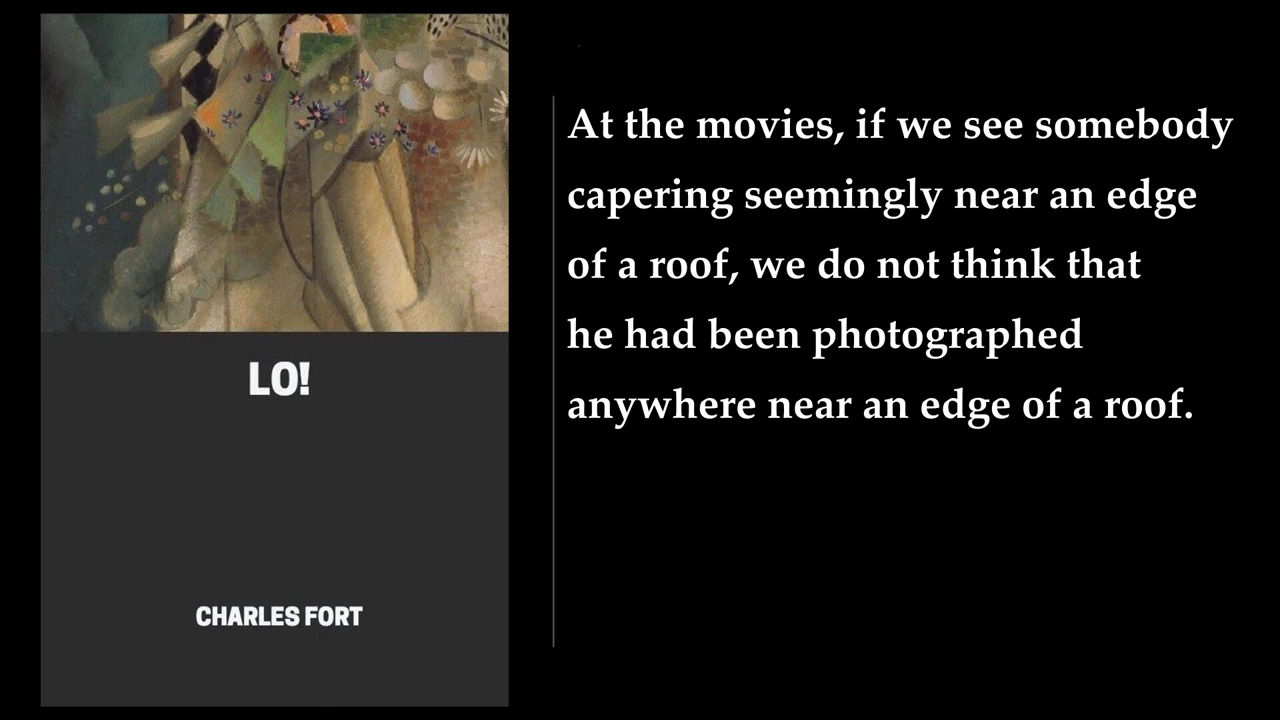 LO!
CHARLES FORT
At the movies, if we see somebody
capering seemingly near an edge
of a roof, we do not think that
he had been photographed
anywhere near an edge of a roof.